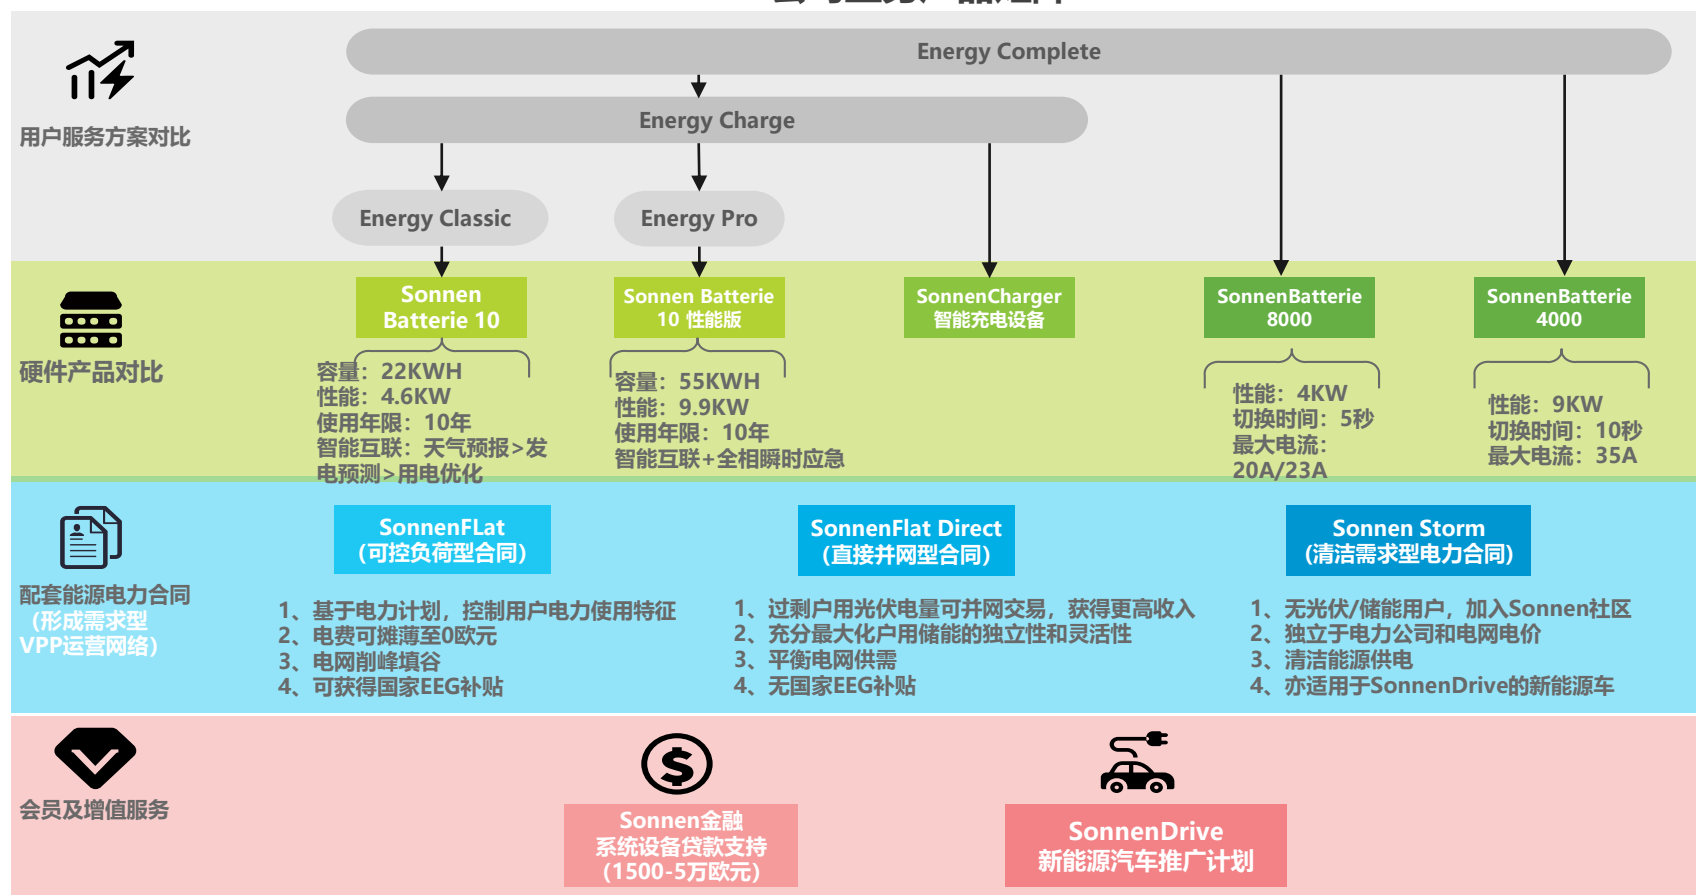 Energy Complete
用户服务方案对比
Energy Charge
Energy Classic
Energy Pro
硬件产品对比
Sonnen
Batterie 10
Sonnen Batterie
10 性能版
SonnenCharger
智能充电设备
SonnenBatterie
8000
SonnenBatterie
4000
容量：22KWH
性能：4.6KW
使用年限：10年
智能互联：天气预报>发
电预测>用电优化
容量：55KWH
性能：9.9KW
使用年限：10年
智能互联+全相瞬时应急
性能：4KW
切换时间：5秒
最大电流：
20A/23A
性能：9KW
切换时间：10秒
最大电流：35A
配套能源电力合同
（形成需求型
VPP运营网络）
SonnenFLat
（可控负荷型合同）
SonnenFlat Direct
（直接并网型合同）
Sonnen Storm
（清洁需求型电力合同）
1、基于电力计划，控制用户电力使用特征
2、电费可摊薄至0欧元
3、电网削峰填谷
4、可获得国家EEG补贴
1、过剩户用光伏电量可并网交易，获得更高收入
2、充分最大化户用储能的独立性和灵活性
3、平衡电网供需
4、无国家EEG补贴
1、无光伏/储能用户，加入Sonnen社区
2、独立于电力公司和电网电价
3、清洁能源供电
4、亦适用于SonnenDrive的新能源车
会员及增值服务
Sonnen金融
系统设备贷款支持
（1500-5万欧元）
SonnenDrive
新能源汽车推广计划